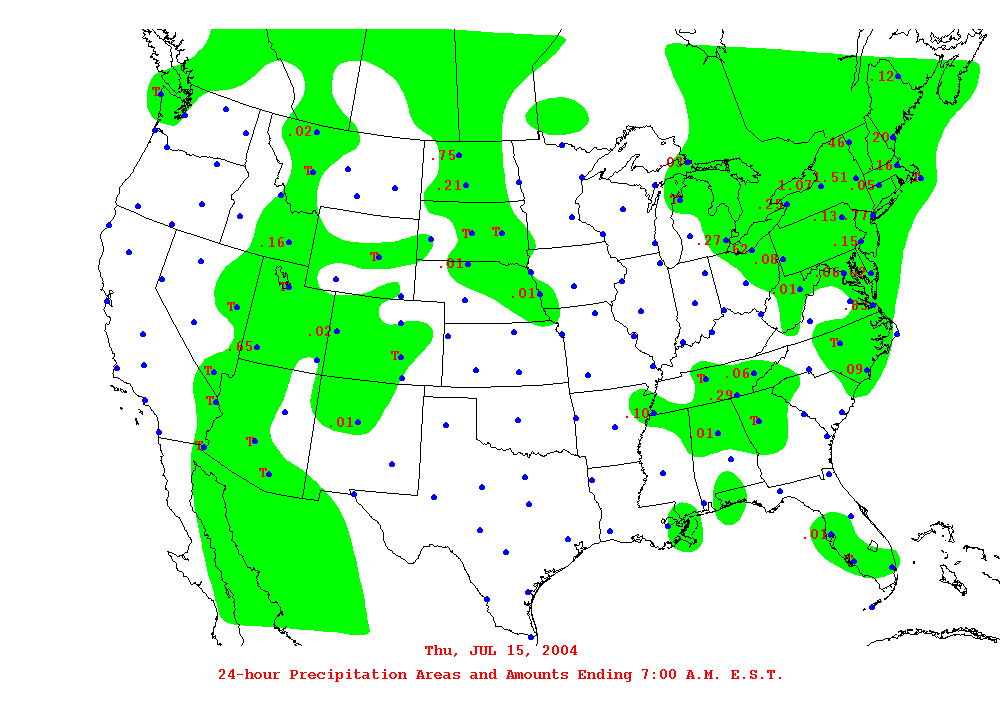 .12
T
.02
.20
.46
.75
.01
.16
T
.51
T
.21
1.07
.05
T
.25
.13
.77
T
T
.27
.15
.16
.62
T
.08
.01
T
.01
.01
T
.03
.02
.65
T
T
T
T
.06
.09
T
.29
.10
.01
T
.01
T
T
T
.01
Thu, JUL 15, 2004
24-hour Precipitation Areas and Amounts Ending 7:00 A.M. E.S.T.